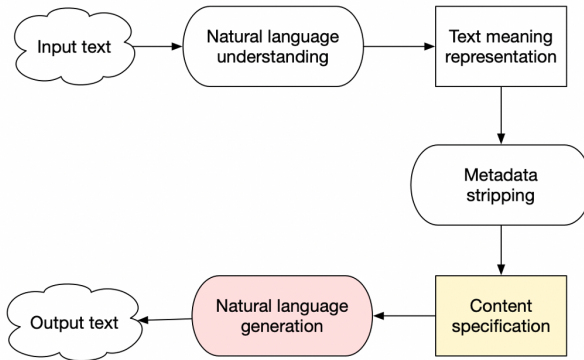 Input text
Natural language
understanding
Text meaning
representation
Metadata
stripping
Content
specification
Natural language
generation
Output text